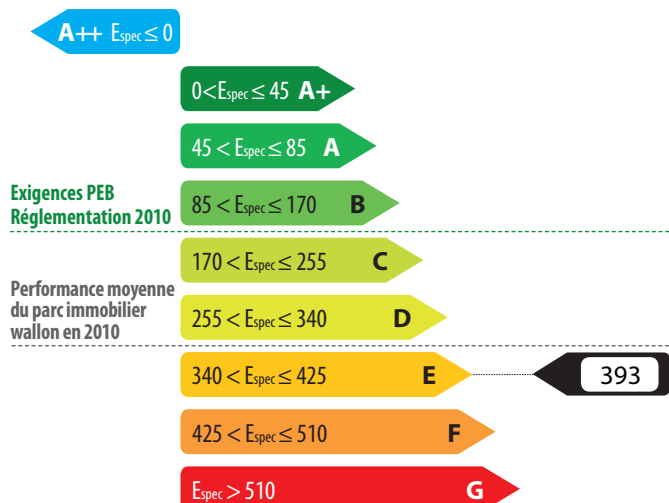 A++ Espec ≤ 0
0<Espec ≤ 45 A+
45 < Espec ≤ 85 A
Exigences PEB
Réglementation 2010
85 < Espec ≤ 170 B
170 < Espec ≤ 255 C
Performance moyenne
du parc immobilier
wallon en 2010
255 < Espec ≤ 340 D
340 < Espec ≤ 425 E
393
425 < Espec ≤ 510 F
Espec > 510 G